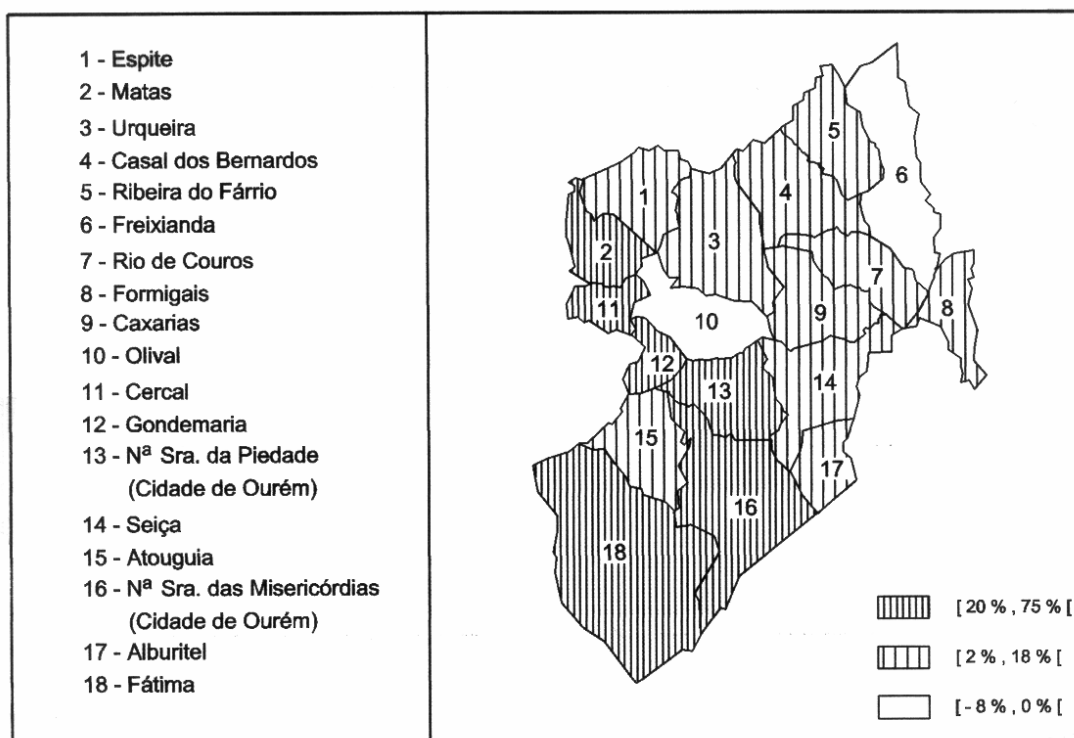 1 - Espite
2 - Matas
3 - Urqueira
4 - Casal dos Bernardos
5 - Ribeira do Fárrio
6 - Freixianda
7 - Rio de Couros
8 - Formigais
9 - Caxarias
10 - Olival
11 - Cercal
12 - Gondemaria
13 - Nª Sra. da Piedade
(Cidade de Ourém)
14 - Seiça
15 - Atouguia
16 - Nª Sra. das Misericórdias
(Cidade de Ourém)
17 - Alburitel
18 - Fátima
5
6
1
4
3
2
7
11
10
9
8
12
13
14
15
17
16
18
[ 20 % , 75 % [
[ 2 % , 18 % [
[ - 8 % , 0 % [